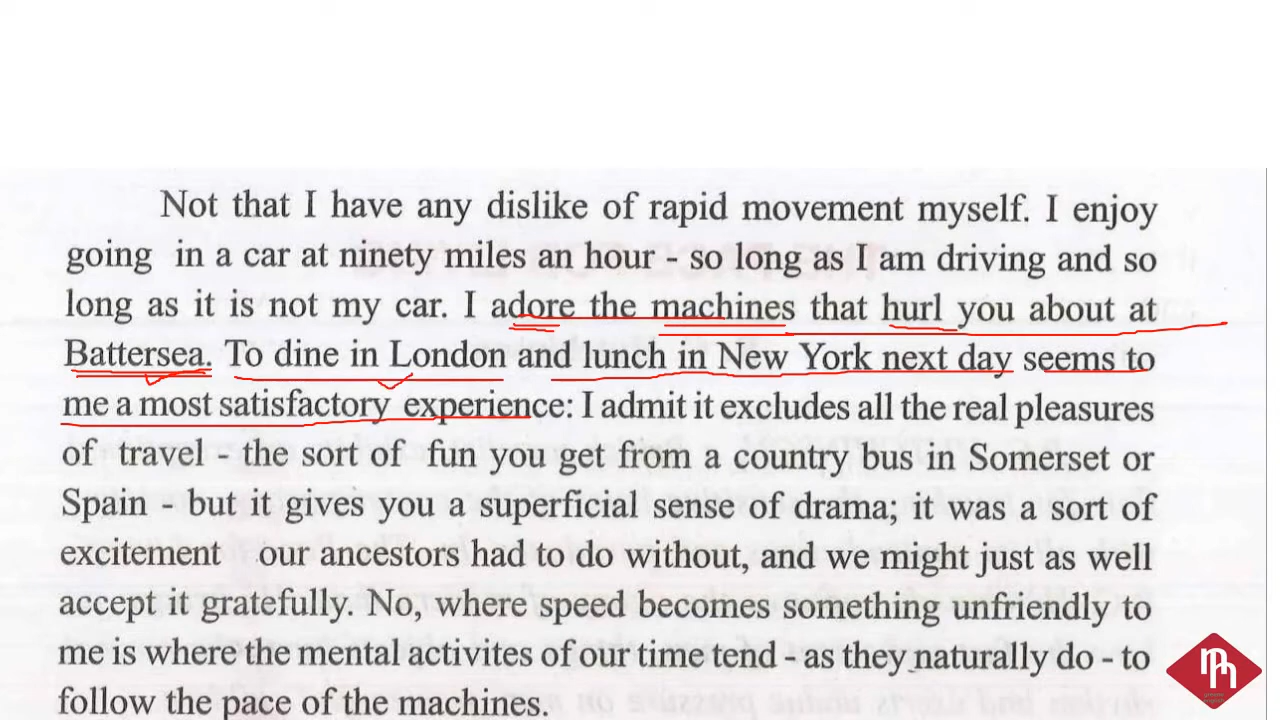 Not that I have any dislike of rapid movement myself. I enjoy
going in a car at ninety miles an hour - so long as I am driving and so
long as it is not my car. I adore the machines that hurl you about at
Battersea. To dine in London and lunch in New York next day seems to
me a most satisfactory experience: I admit it excludes all the real pleasures
of travel - the sort of fun you get from a country bus in Somerset or
Spain - but it gives you a superficial sense of drama; it was a sort of
excitement our ancestors had to do without, and we might just as well
accept it gratefully. No, where speed becomes something unfriendly to
me is where the mental activites of our time tend - as they naturally do - to
follow the pace of the machines.